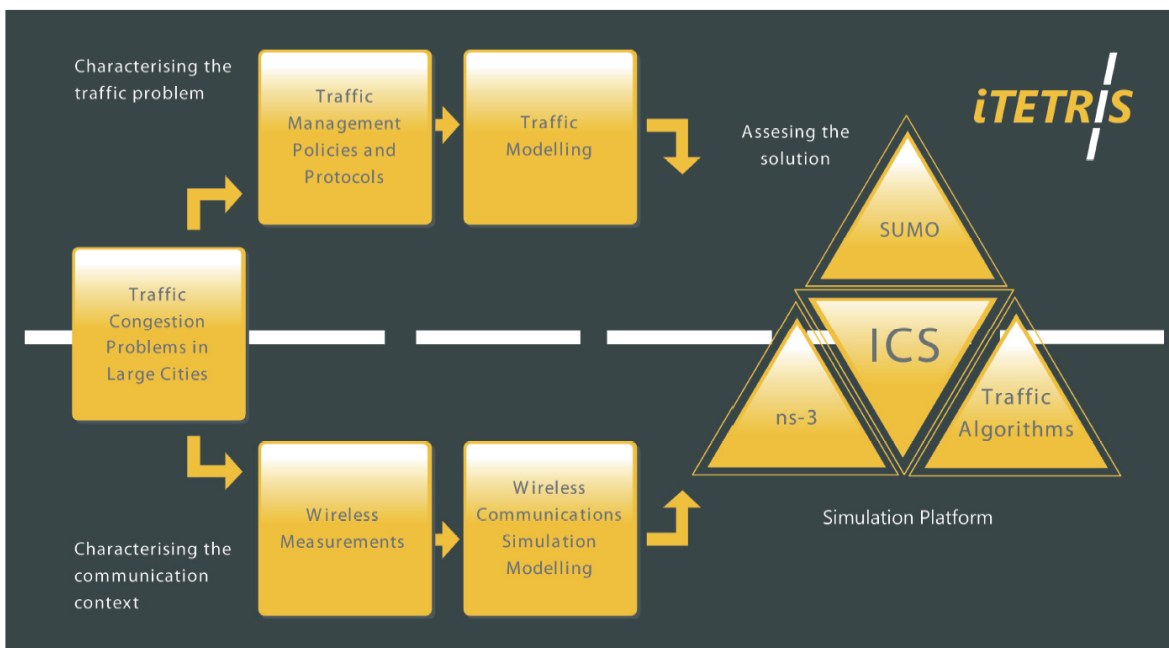 Characterising the
traffic problem
Traffic
Management
Policies and
Protocols
Traffic
Modelling
Assesing the
solution
iTETRIS
Traffic
Congestion
Problems in
Large Cities
SUMO
ICS
ns-3
Traffic
Algorithms
Simulation Platform
Characterising the
communication
context
Wireless
Measurements
Wireless
Communications
Simulation
Modelling